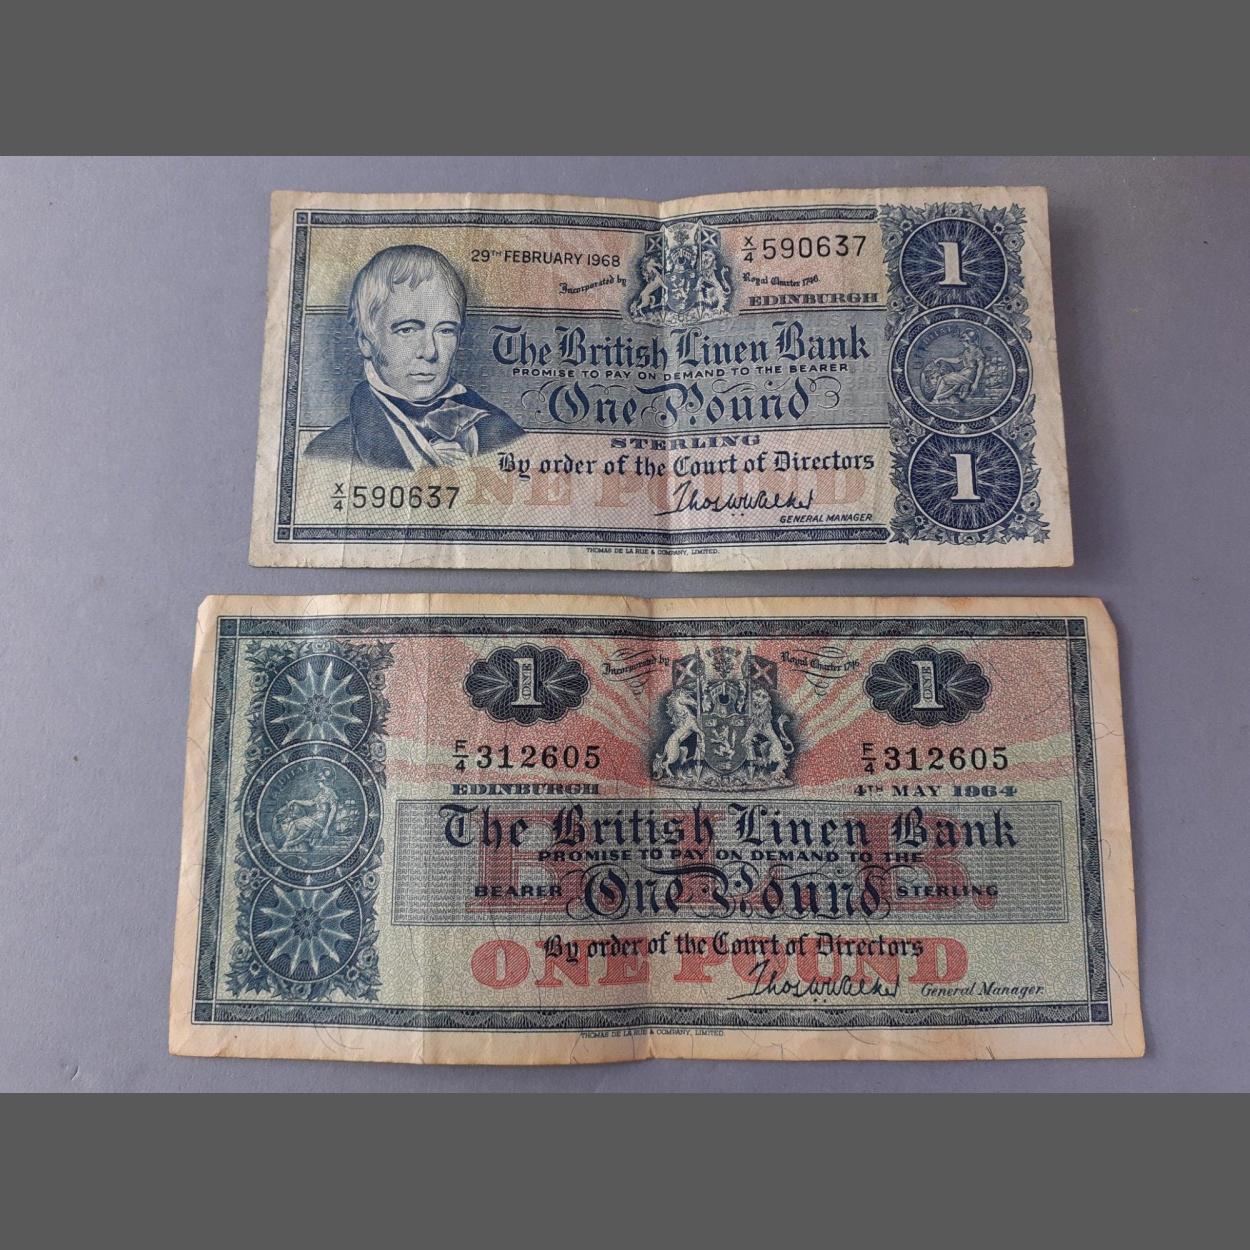 29TH FEBRUARY 1968
X/4 590637
Incorporated by Royal Charter 1746
EDINBURGH
1
The British Linen Bank
PROMISE TO PAY ON DEMAND TO THE BEARER
One Pound
STERLING
By order of the Court of Directors
ONE POUND
X/4 590637
Thos W Walker
GENERAL MANAGER
1
THOMAS DE LA RUE & COMPANY, LIMITED.
1 ONE
Incorporated by Royal Charter 1746
1 ONE
F/4 312605
F/4 312605
EDINBURGH
4TH MAY 1964
B.L.B.
The British Linen Bank
PROMISE TO PAY ON DEMAND TO THE
BEARER One Pound STERLING
By order of the Court of Directors
ONE POUND
Thos W Walker
General Manager
THOMAS DE LA RUE & COMPANY, LIMITED.